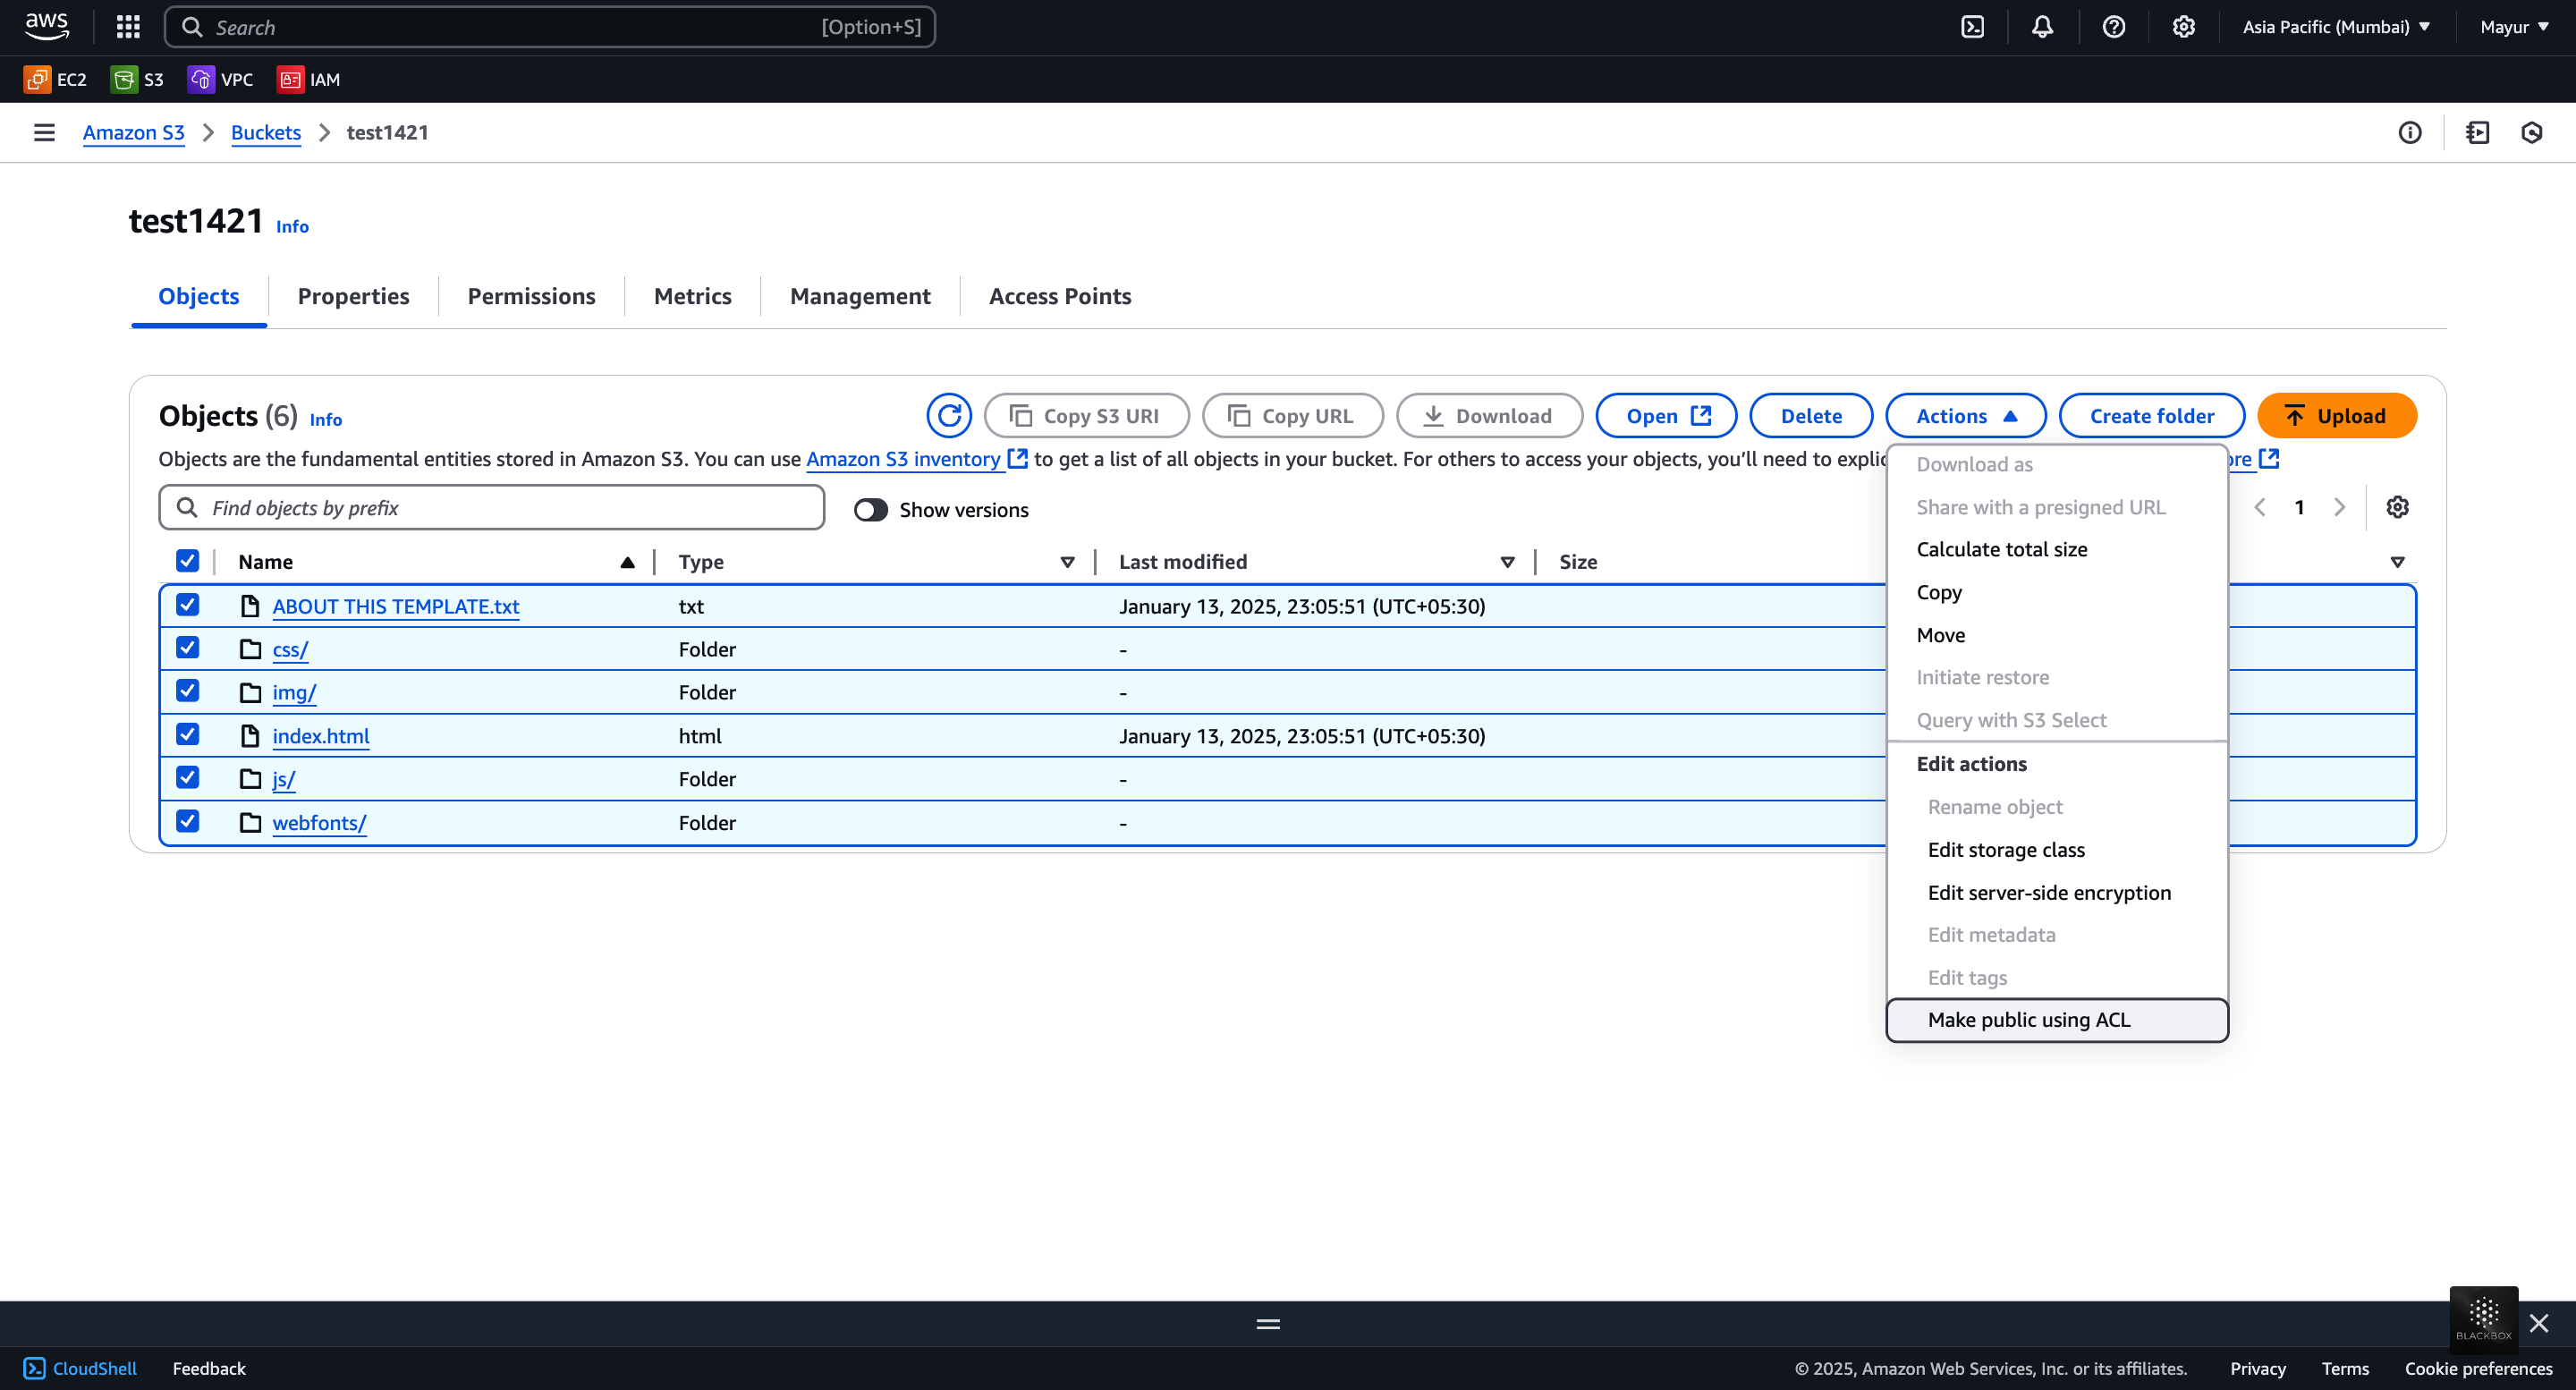 aws
Search [Option+S]
Asia Pacific (Mumbai) Mayur
EC2 S3 VPC IAM
Amazon S3 Buckets test1421
test1421 Info
Objects Properties Permissions Metrics Management Access Points
Objects (6) Info
Copy S3 URI Copy URL Download Open Delete Actions Create folder Upload
Objects are the fundamental entities stored in Amazon S3. You can use Amazon S3 inventory to get a list of all objects in your bucket. For others to access your objects, you'll need to
Find objects by prefix
Show versions
1
Name Type Last modified Size
ABOUT THIS TEMPLATE.txt txt January 13, 2025, 23:05:51 (UTC+05:30)
css/ Folder -
img/ Folder -
index.html html January 13, 2025, 23:05:51 (UTC+05:30)
js/ Folder -
webfonts/ Folder -
Download as
Share with a presigned URL
Calculate total size
Copy
Move
Initiate restore
Query with S3 Select
Edit actions
Rename object
Edit storage class
Edit server-side encryption
Edit metadata
Edit tags
Make public using ACL
BLACKBOX
CloudShell Feedback
© 2025, Amazon Web Services, Inc. or its affiliates. Privacy Terms Cookie preferences